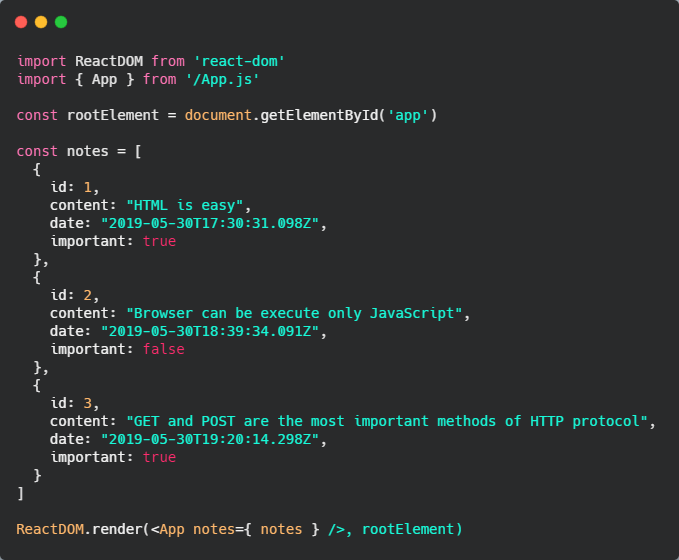 import ReactDOM from 'react-dom'
import { App } from '/App.js'

const rootElement = document.getElementById('app')

const notes = [
  {
    id: 1,
    content: "HTML is easy",
    date: "2019-05-30T17:30:31.098Z",
    important: true
  },
  {
    id: 2,
    content: "Browser can be execute only JavaScript",
    date: "2019-05-30T18:39:34.091Z",
    important: false
  },
  {
    id: 3,
    content: "GET and POST are the most important methods of HTTP protocol",
    date: "2019-05-30T19:20:14.298Z",
    important: true
  }
]

ReactDOM.render(<App notes={ notes } />, rootElement)